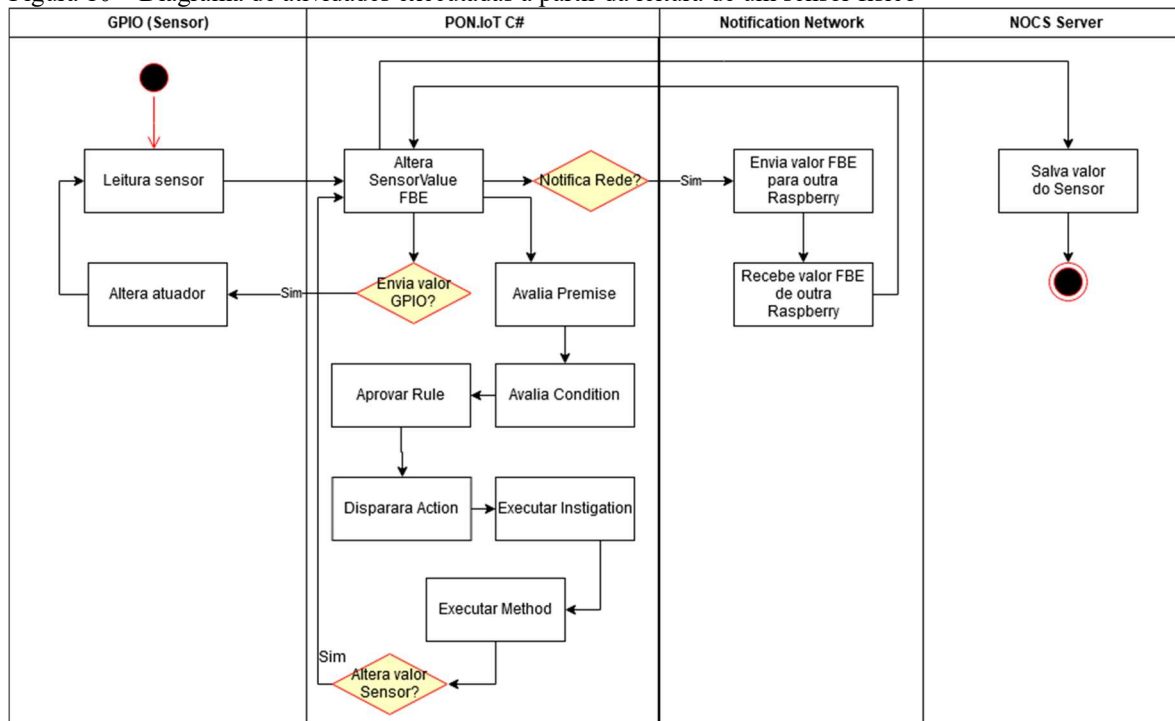 GPIO (Sensor)
PON.IoT C#
Notification Network
NOCS Server
Leitura sensor
Altera
SensorValue
FBE
Notifica Rede?
Sim
Envia valor FBE
para outra
Raspberry
Salva valor
do Sensor
Altera atuador
Sim
Envia valor
GPIO?
Avalia Premise
Recebe valor FBE
de outra
Raspberry
Aprovar Rule
Avalia Condition
Disparara Action
Executar Instigation
Executar Method
Sim
Altera valor
Sensor?